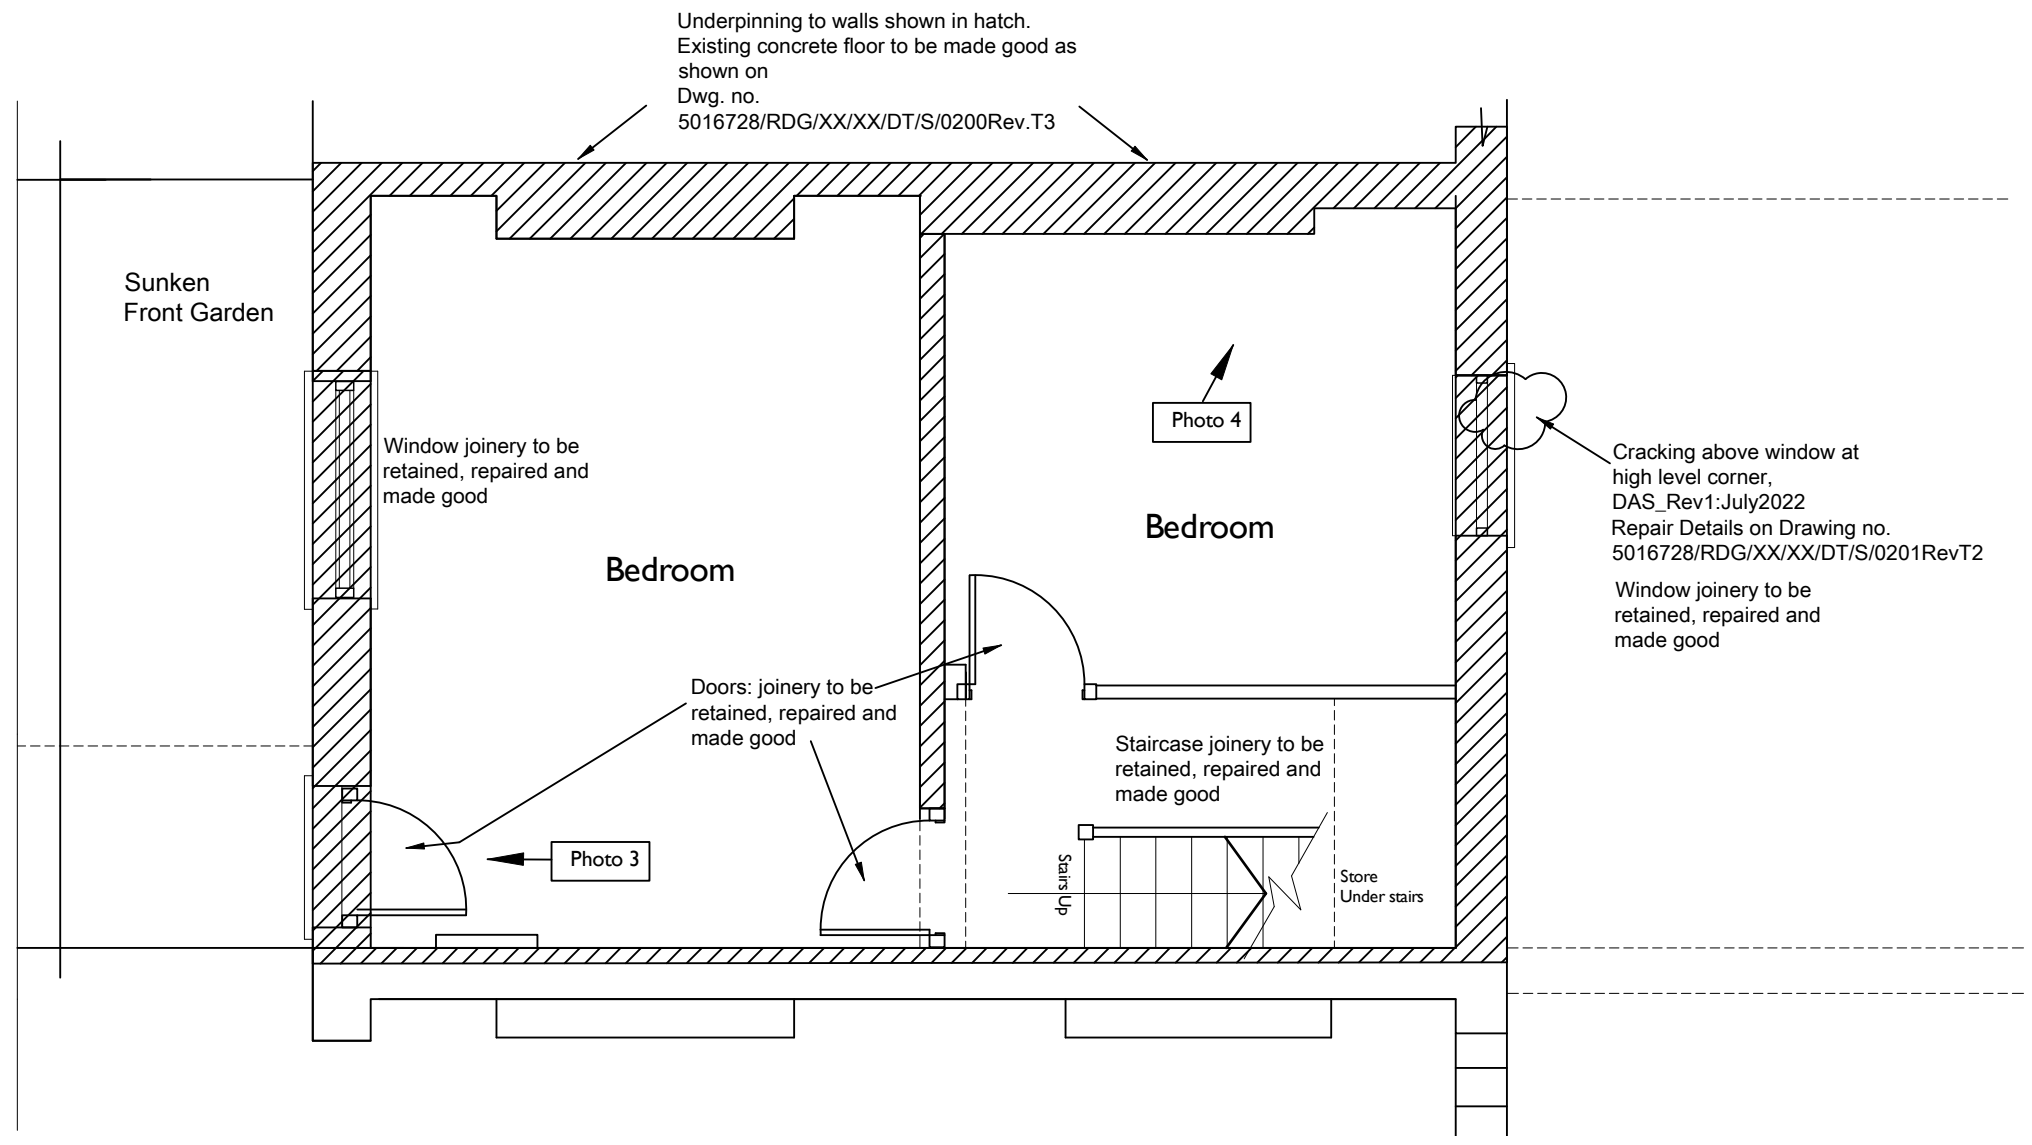 Underpinning to walls shown in hatch.
Existing concrete floor to be made good as
shown on
Dwg. no.
5016728/RDG/XX/XX/DT/S/0200Rev.T3
Sunken
Front Garden
Window joinery to be
retained, repaired and
made good
Bedroom
Photo 4
Bedroom
Cracking above window at
high level corner,
DAS_Rev1:July2022
Repair Details on Drawing no.
5016728/RDG/XX/XX/DT/S/0201RevT2
Window joinery to be
retained, repaired and
made good
Doors: joinery to be
retained, repaired and
made good
Staircase joinery to be
retained, repaired and
made good
Photo 3
Stairs Up
Store
Under stairs